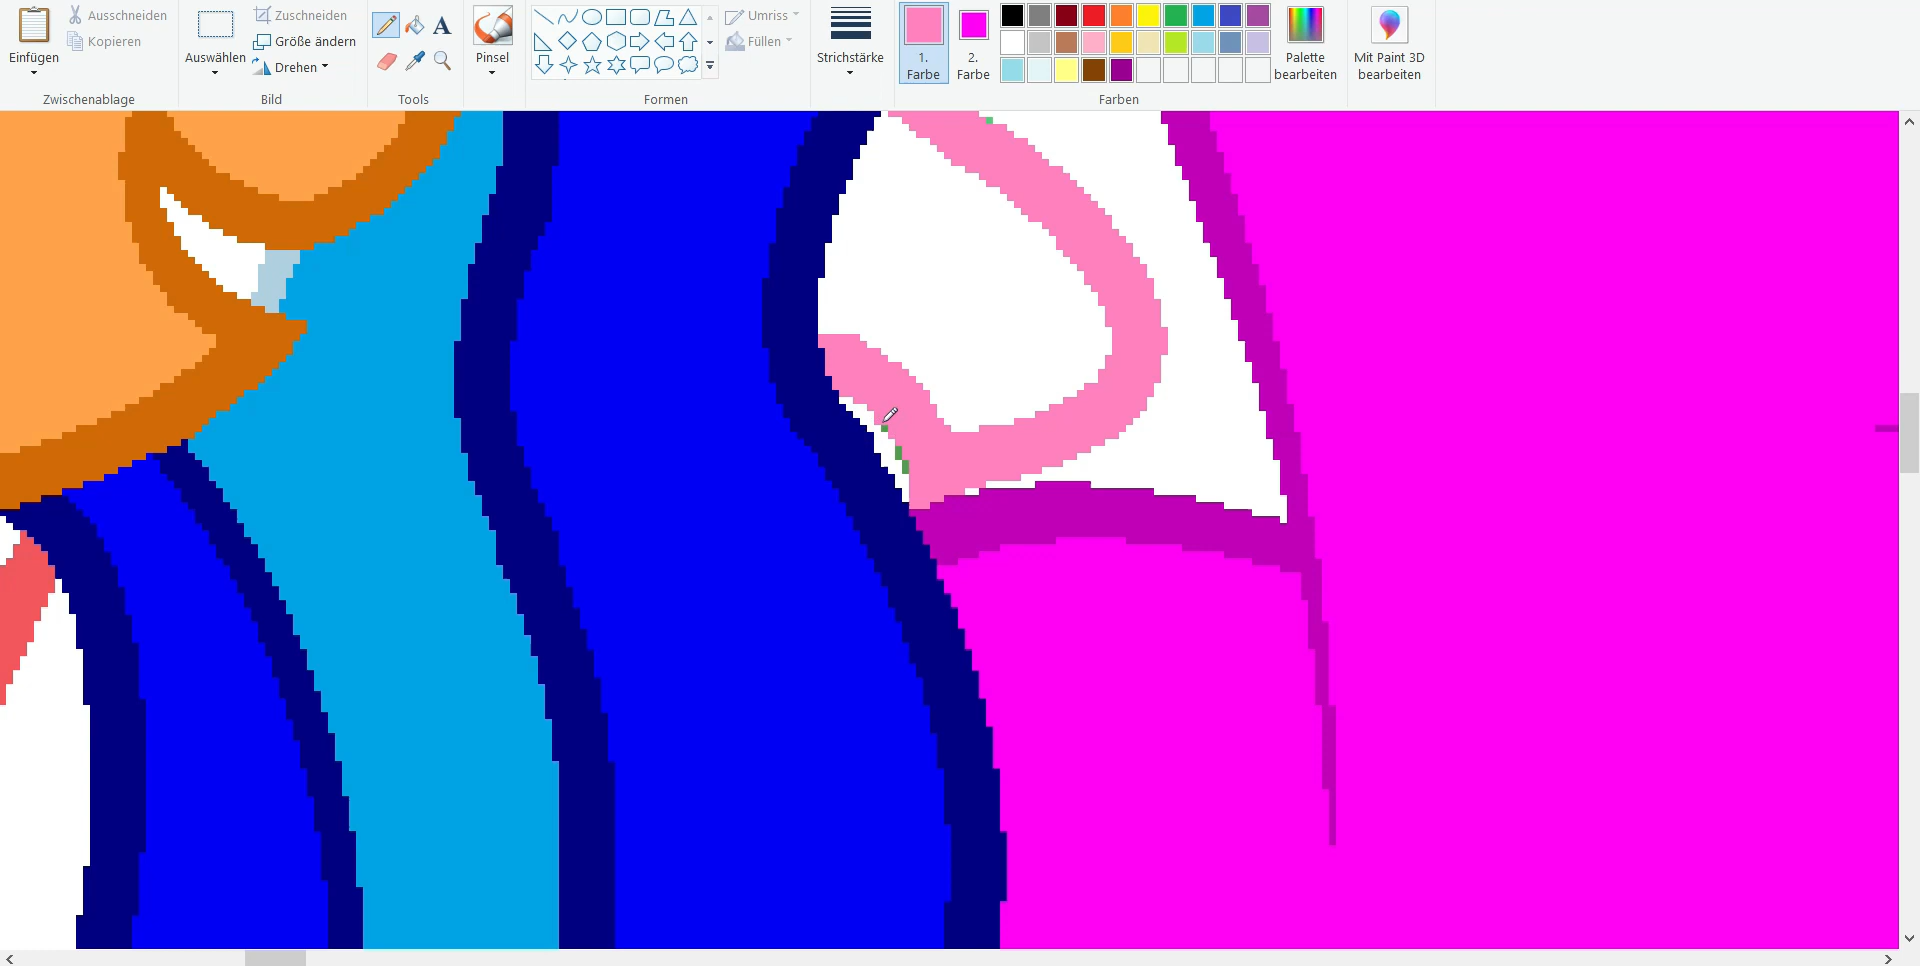 Einfügen
Ausschneiden
Kopieren
Zwischenablage
Auswählen
Zuschneiden
Größe ändern
Drehen
Bild
A
Tools
Pinsel
Umriss
Füllen
Formen
Strichstärke
1.
Farbe
2.
Farbe
Palette
bearbeiten
Mit Paint 3D
bearbeiten
Farben